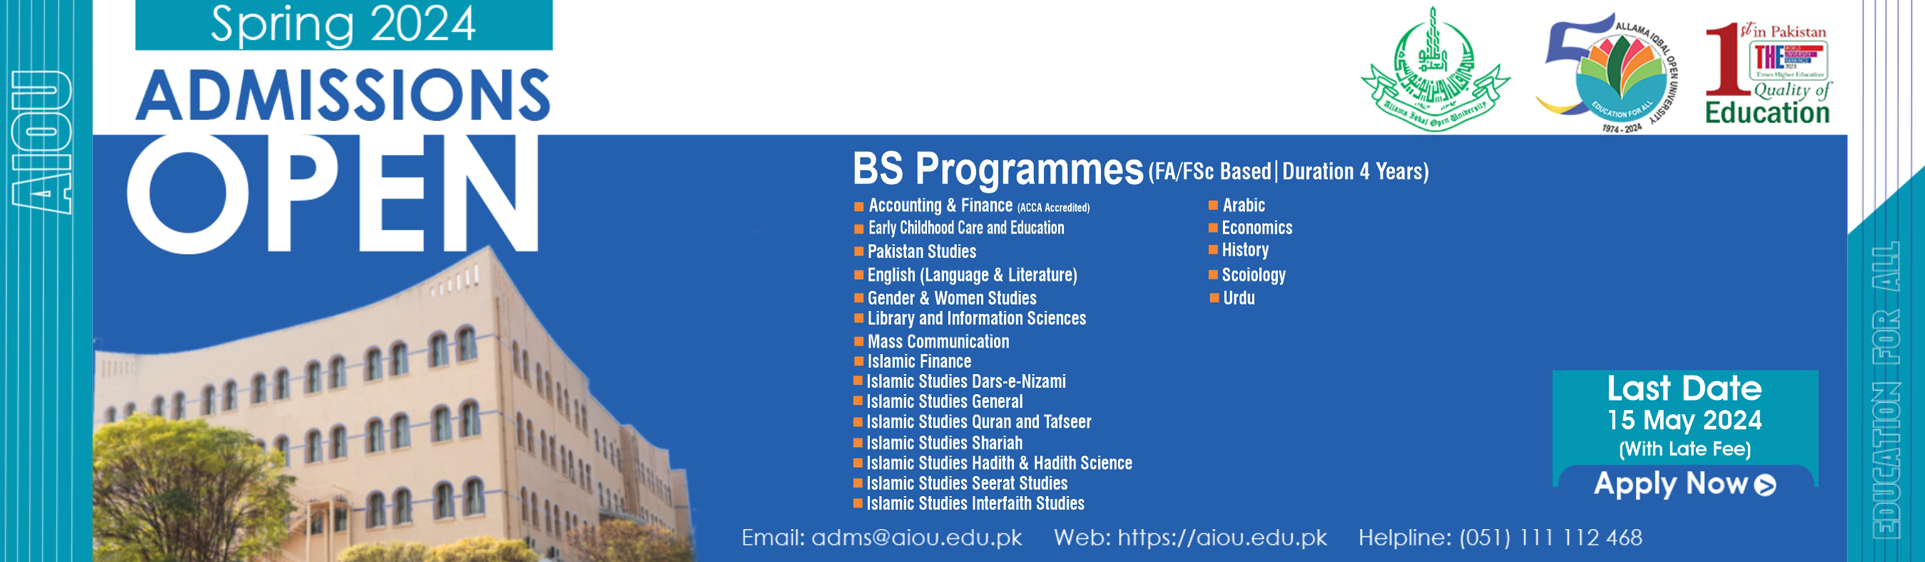 AIOU
Spring 2024
ADMISSIONS
OPEN
Allama Iqbal Open University
50
ALLAMA IQBAL OPEN UNIVERSITY
EDUCATION FOR ALL
1974 - 2024
1st in Pakistan
THE WORLD UNIVERSITY RANKINGS 2023
Times Higher Education
Quality of
Education
BS Programmes (FA/FSc Based|Duration 4 Years)
Accounting & Finance (ACCA Accredited)
Early Childhood Care and Education
Pakistan Studies
English (Language & Literature)
Gender & Women Studies
Library and Information Sciences
Mass Communication
Islamic Finance
Islamic Studies Dars-e-Nizami
Islamic Studies General
Islamic Studies Quran and Tafseer
Islamic Studies Shariah
Islamic Studies Hadith & Hadith Science
Islamic Studies Seerat Studies
Islamic Studies Interfaith Studies
Arabic
Economics
History
Scoiology
Urdu
Last Date
15 May 2024
(With Late Fee)
Apply Now
Email: adms@aiou.edu.pk Web: https://aiou.edu.pk Helpline: (051) 111 112 468
EDUCATION FOR ALL